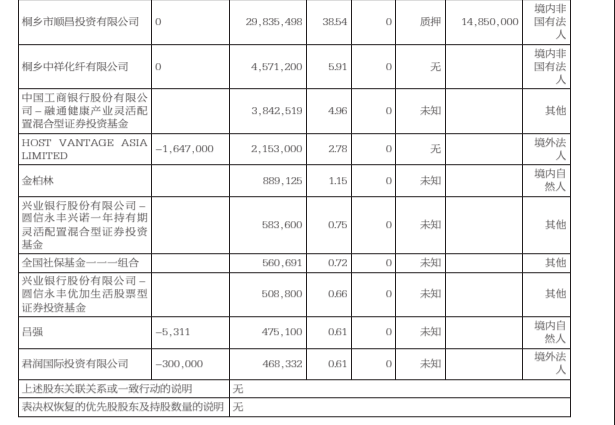 桐乡市顺昌投资有限公司 0 29,835,498 38.54 0 质押 14,850,000 境内非国有法人
桐乡中祥化纤有限公司 0 4,571,200 5.91 0 无 境内非国有法人
中国工商银行股份有限公司－融通健康产业灵活配置混合型证券投资基金 3,842,519 4.96 0 未知 其他
HOST VANTAGE ASIA LIMITED -1,647,000 2,153,000 2.78 0 无 境外法人
金柏林 889,125 1.15 0 未知 境内自然人
兴业银行股份有限公司－圆信永丰兴诺一年持有期灵活配置混合型证券投资基金 583,600 0.75 0 未知 其他
全国社保基金一一一组合 560,691 0.72 0 未知 其他
兴业银行股份有限公司－圆信永丰优加生活股票型证券投资基金 508,800 0.66 0 未知 其他
吕强 -5,311 475,100 0.61 0 未知 境内自然人
君润国际投资有限公司 -300,000 468,332 0.61 0 未知 境外法人
上述股东关联关系或一致行动的说明 无
表决权恢复的优先股股东及持股数量的说明 无